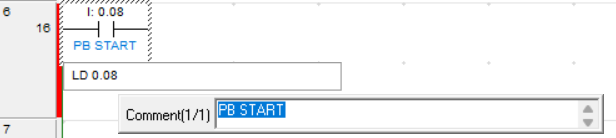 6
16
I: 0.08
PB START
LD 0.08
Comment(1/1) PB START
7